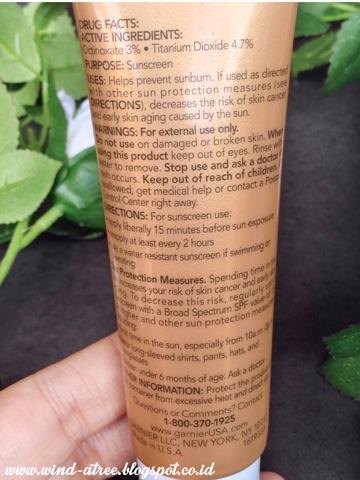 DRUG FACTS:
ACTIVE INGREDIENTS:
Octinoxate 3% • Titanium Dioxide 4.7%
PURPOSE: Sunscreen
USES: Helps prevent sunburn. If used as directed
with other sun protection measures (see
DIRECTIONS), decreases the risk of skin cancer
and early skin aging caused by the sun.
WARNINGS: For external use only.
Do not use on damaged or broken skin. When
using this product keep out of eyes. Rinse with
water to remove. Stop use and ask a doctor if
rash occurs. Keep out of reach of children. If
swallowed, get medical help or contact a Poison
Control Center right away.
DIRECTIONS: For sunscreen use:
apply liberally 15 minutes before sun exposure
apply at least every 2 hours
use a water resistant sunscreen if swimming or
sweating
Protection Measures. Spending time in the
increases your risk of skin cancer and early skin
To decrease this risk, regularly use
with a Broad Spectrum SPF value of
higher and other sun protection measures
time in the sun, especially from 10am
long-sleeved shirts, pants, hats, and
under 6 months of age: Ask a doctor
INFORMATION: Protect the
container from excessive heat and direct
Questions or Comments? Contact
1-800-370-1925
www.garnierUSA.com
GARNIER LLC, NEW YORK, NY
Made in U.S.A.
www.wind-atree.blogspot.co.id